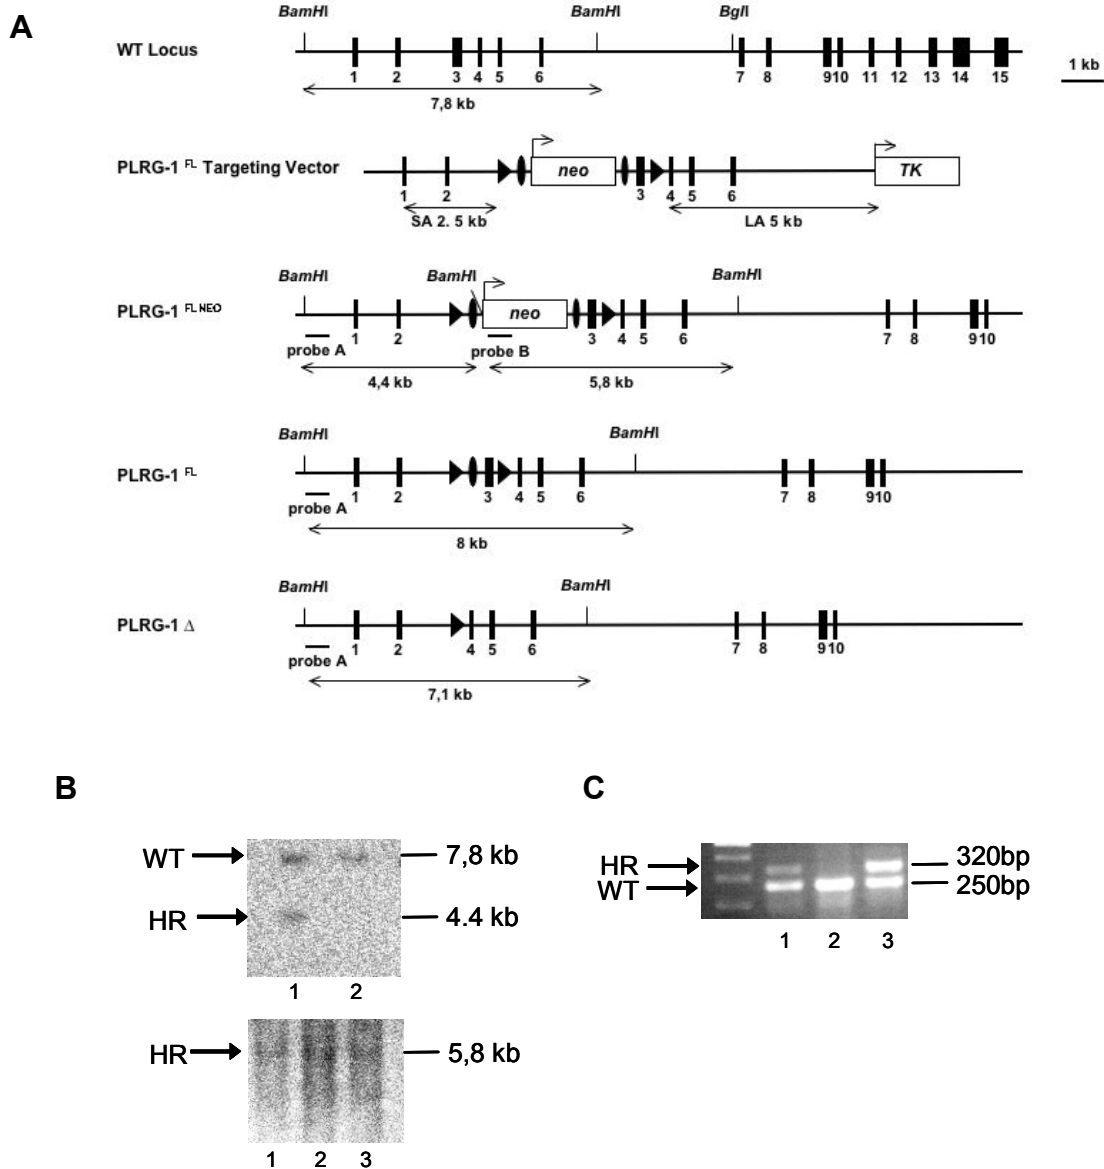 A
BamHI BamHI BglI
WT Locus
1 2 3 4 5 6 7 8 9 10 11 12 13 14 15
1 kb
7,8 kb
PLRG-1 FL Targeting Vector
neo TK
1 2 3 4 5 6
SA 2. 5 kb LA 5 kb
BamHI BamHI BamHI
PLRG-1 FL NEO
neo
1 2 3 4 5 6 7 8 9 10
probe A probe B
4,4 kb 5,8 kb
BamHI BamHI
PLRG-1 FL
1 2 3 4 5 6 7 8 9 10
probe A
8 kb
BamHI BamHI
PLRG-1 Δ
1 2 4 5 6 7 8 9 10
probe A
7,1 kb
B
WT 7,8 kb
HR 4.4 kb
1 2
HR 5,8 kb
1 2 3
C
HR 320bp
WT 250bp
1 2 3